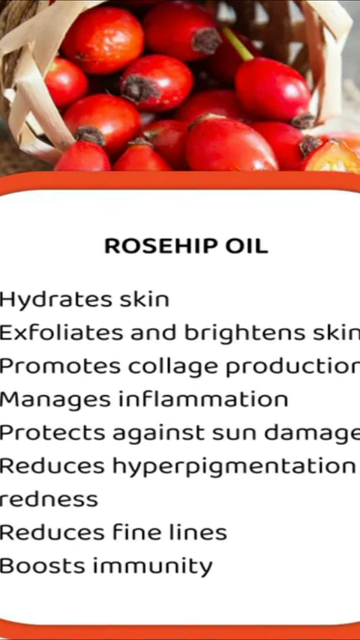 ROSEHIP OIL
Hydrates skin
Exfoliates and brightens skin
Promotes collage production
Manages inflammation
Protects against sun damage
Reduces hyperpigmentation
redness
Reduces fine lines
Boosts immunity